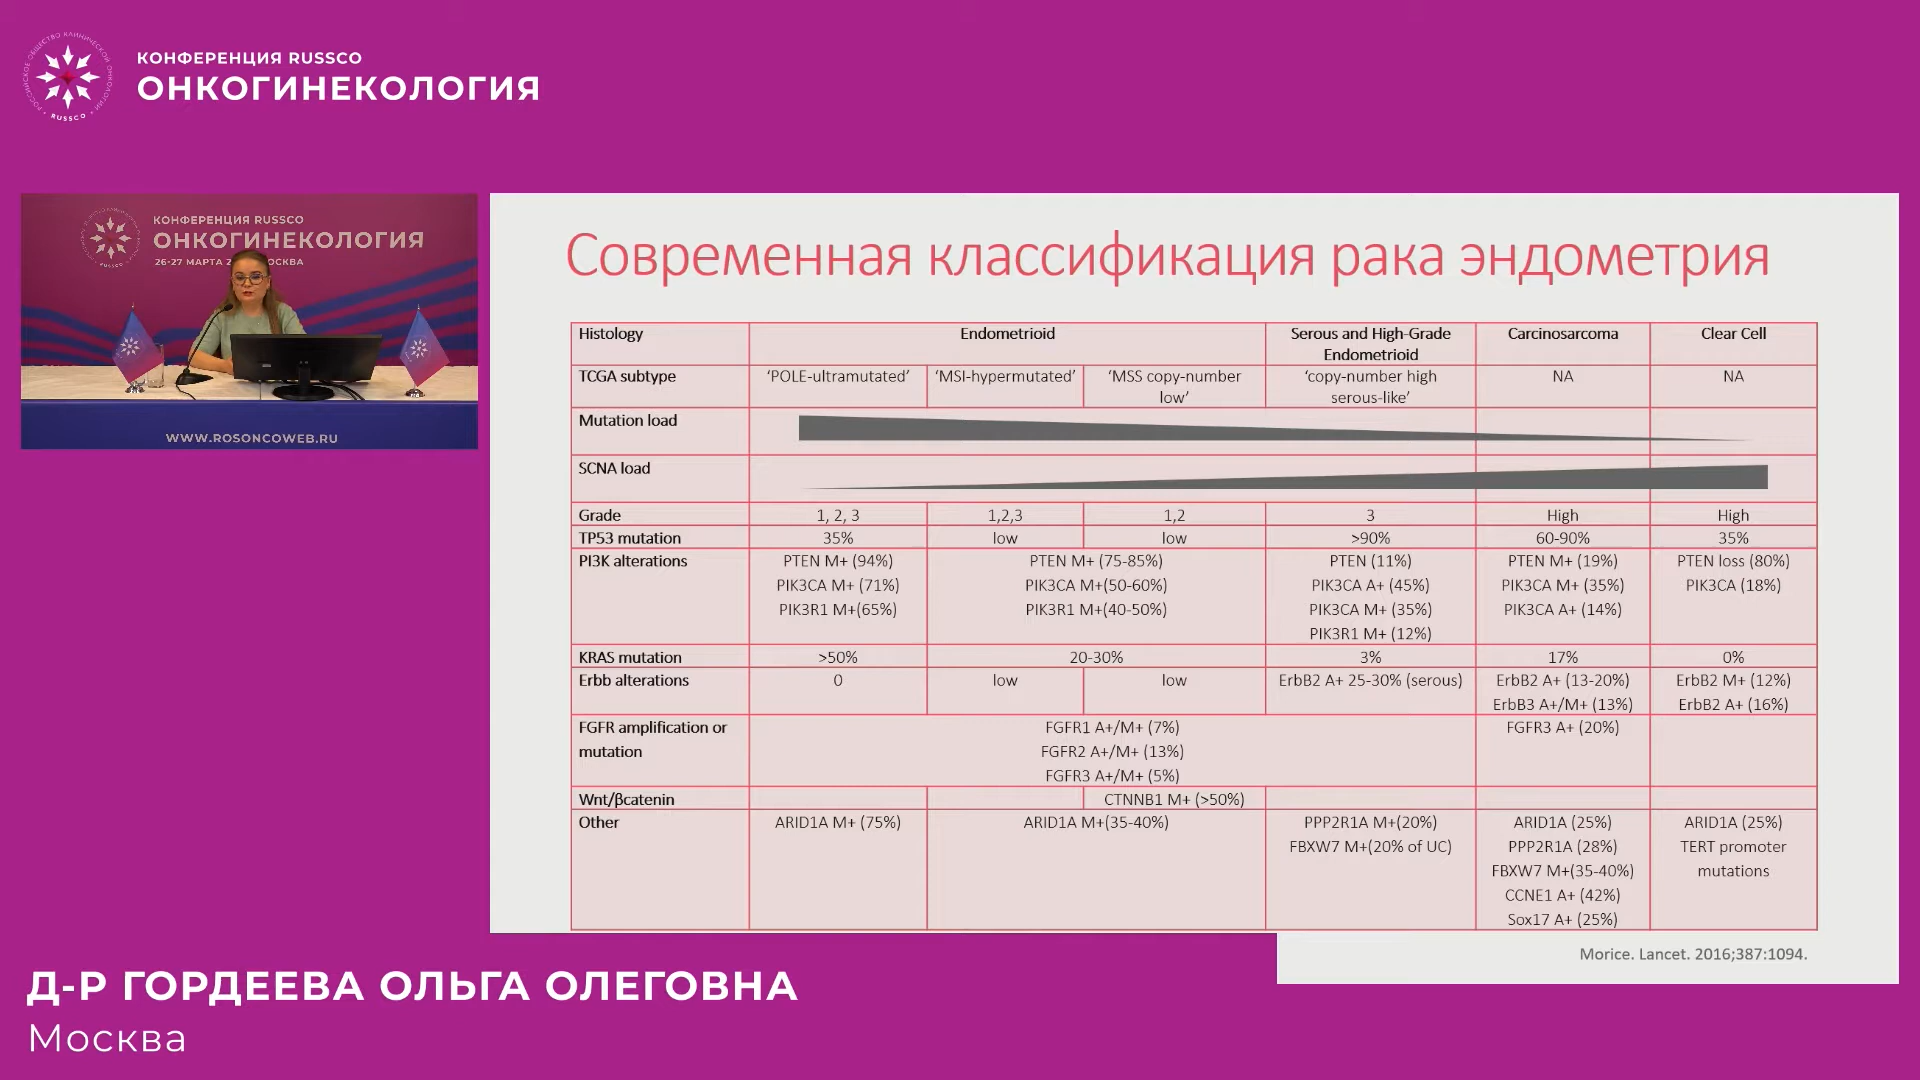 РОССИЙСКОЕ ОБЩЕСТВО КЛИНИЧЕСКОЙ ОНКОЛОГИИ
RUSSCO
КОНФЕРЕНЦИЯ RUSSCO
ОНКОГИНЕКОЛОГИЯ
КОНФЕРЕНЦИЯ RUSSCO
ОНКОГИНЕКОЛОГИЯ
26-27 МАРТА
WWW.ROSONCOWEB.RU
Современная классификация рака эндометрия
Histology Endometrioid Serous and High-Grade Endometrioid Carcinosarcoma Clear Cell
TCGA subtype ‘POLE-ultramutated’ ‘MSI-hypermutated’ ‘MSS copy-number low’ ‘copy-number high serous-like’ NA NA
Mutation load
SCNA load
Grade 1, 2, 3 1,2,3 1,2 3 High High
TP53 mutation 35% low low >90% 60-90% 35%
PI3K alterations PTEN M+ (94%) PTEN M+ (75-85%) PTEN (11%) PTEN M+ (19%) PTEN loss (80%)
PIK3CA M+ (71%) PIK3CA M+(50-60%) PIK3CA A+ (45%) PIK3CA M+ (35%) PIK3CA (18%)
PIK3R1 M+(65%) PIK3R1 M+(40-50%) PIK3CA M+ (35%) PIK3CA A+ (14%)
PIK3R1 M+ (12%)
KRAS mutation >50% 20-30% 3% 17% 0%
Erbb alterations 0 low low ErbB2 A+ 25-30% (serous) ErbB2 A+ (13-20%) ErbB2 M+ (12%)
ErbB3 A+/M+ (13%) ErbB2 A+ (16%)
FGFR amplification or FGFR1 A+/M+ (7%) FGFR3 A+ (20%)
mutation FGFR2 A+/M+ (13%)
FGFR3 A+/M+ (5%)
Wnt/βcatenin CTNNB1 M+ (>50%)
Other ARID1A M+ (75%) ARID1A M+(35-40%) PPP2R1A M+(20%) ARID1A (25%) ARID1A (25%)
FBXW7 M+(20% of UC) PPP2R1A (28%) TERT promoter
FBXW7 M+(35-40%) mutations
CCNE1 A+ (42%)
Sox17 A+ (25%)
Morice. Lancet. 2016;387:1094.
Д-Р ГОРДЕЕВА ОЛЬГА ОЛЕГОВНА
Москва